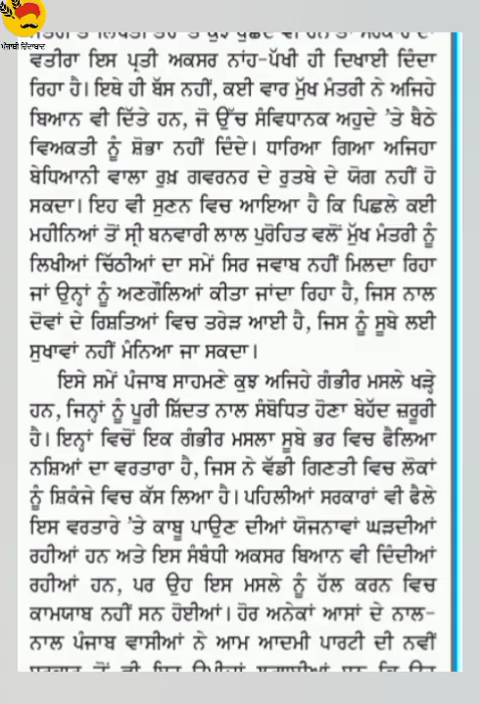 ਪੰਜਾਬੀ ਜ਼ਿੰਦਾਬਾਦ
ਵਤੀਰਾ ਇਸ ਪ੍ਰਤੀ ਅਕਸਰ ਨਾਂਹ-ਪੱਖੀ ਹੀ ਦਿਖਾਈ ਦਿੰਦਾ
ਰਿਹਾ ਹੈ। ਇਥੇ ਹੀ ਬੱਸ ਨਹੀਂ, ਕਈ ਵਾਰ ਮੁੱਖ ਮੰਤਰੀ ਨੇ ਅਜਿਹੇ
ਬਿਆਨ ਵੀ ਦਿੱਤੇ ਹਨ, ਜੋ ਉੱਚ ਸੰਵਿਧਾਨਕ ਅਹੁਦੇ 'ਤੇ ਬੈਠੇ
ਵਿਅਕਤੀ ਨੂੰ ਸ਼ੋਭਾ ਨਹੀਂ ਦਿੰਦੇ। ਧਾਰਿਆ ਗਿਆ ਅਜਿਹਾ
ਬੇਧਿਆਨੀ ਵਾਲਾ ਰੁਖ਼ ਗਵਰਨਰ ਦੇ ਰੁਤਬੇ ਦੇ ਯੋਗ ਨਹੀਂ ਹੋ
ਸਕਦਾ। ਇਹ ਵੀ ਸੁਣਨ ਵਿਚ ਆਇਆ ਹੈ ਕਿ ਪਿਛਲੇ ਕਈ
ਮਹੀਨਿਆਂ ਤੋਂ ਸ੍ਰੀ ਬਨਵਾਰੀ ਲਾਲ ਪੁਰੋਹਿਤ ਵਲੋਂ ਮੁੱਖ ਮੰਤਰੀ ਨੂੰ
ਲਿਖੀਆਂ ਚਿੱਠੀਆਂ ਦਾ ਸਮੇਂ ਸਿਰ ਜਵਾਬ ਨਹੀਂ ਮਿਲਦਾ ਰਿਹਾ
ਜਾਂ ਉਨ੍ਹਾਂ ਨੂੰ ਅਣਗੌਲਿਆਂ ਕੀਤਾ ਜਾਂਦਾ ਰਿਹਾ ਹੈ, ਜਿਸ ਨਾਲ
ਦੋਵਾਂ ਦੇ ਰਿਸ਼ਤਿਆਂ ਵਿਚ ਤਰੇੜ ਆਈ ਹੈ, ਜਿਸ ਨੂੰ ਸੂਬੇ ਲਈ
ਸੁਖਾਵਾਂ ਨਹੀਂ ਮੰਨਿਆ ਜਾ ਸਕਦਾ।
ਇਸੇ ਸਮੇਂ ਪੰਜਾਬ ਸਾਹਮਣੇ ਕੁਝ ਅਜਿਹੇ ਗੰਭੀਰ ਮਸਲੇ ਖੜ੍ਹੇ
ਹਨ, ਜਿਨ੍ਹਾਂ ਨੂੰ ਪੂਰੀ ਸ਼ਿੱਦਤ ਨਾਲ ਸੰਬੋਧਿਤ ਹੋਣਾ ਬੇਹੱਦ ਜ਼ਰੂਰੀ
ਹੈ। ਇਨ੍ਹਾਂ ਵਿਚੋਂ ਇਕ ਗੰਭੀਰ ਮਸਲਾ ਸੂਬੇ ਭਰ ਵਿਚ ਫੈਲਿਆ
ਨਸ਼ਿਆਂ ਦਾ ਵਰਤਾਰਾ ਹੈ, ਜਿਸ ਨੇ ਵੱਡੀ ਗਿਣਤੀ ਵਿਚ ਲੋਕਾਂ
ਨੂੰ ਸ਼ਿਕੰਜੇ ਵਿਚ ਕੱਸ ਲਿਆ ਹੈ। ਪਹਿਲੀਆਂ ਸਰਕਾਰਾਂ ਵੀ ਫੈਲੇ
ਇਸ ਵਰਤਾਰੇ 'ਤੇ ਕਾਬੂ ਪਾਉਣ ਦੀਆਂ ਯੋਜਨਾਵਾਂ ਘੜਦੀਆਂ
ਰਹੀਆਂ ਹਨ ਅਤੇ ਇਸ ਸੰਬੰਧੀ ਅਕਸਰ ਬਿਆਨ ਵੀ ਦਿੰਦੀਆਂ
ਰਹੀਆਂ ਹਨ, ਪਰ ਉਹ ਇਸ ਮਸਲੇ ਨੂੰ ਹੱਲ ਕਰਨ ਵਿਚ
ਕਾਮਯਾਬ ਨਹੀਂ ਸਨ ਹੋਈਆਂ। ਹੋਰ ਅਨੇਕਾਂ ਆਸਾਂ ਦੇ ਨਾਲ-
ਨਾਲ ਪੰਜਾਬ ਵਾਸੀਆਂ ਨੇ ਆਮ ਆਦਮੀ ਪਾਰਟੀ ਦੀ ਨਵੀਂ